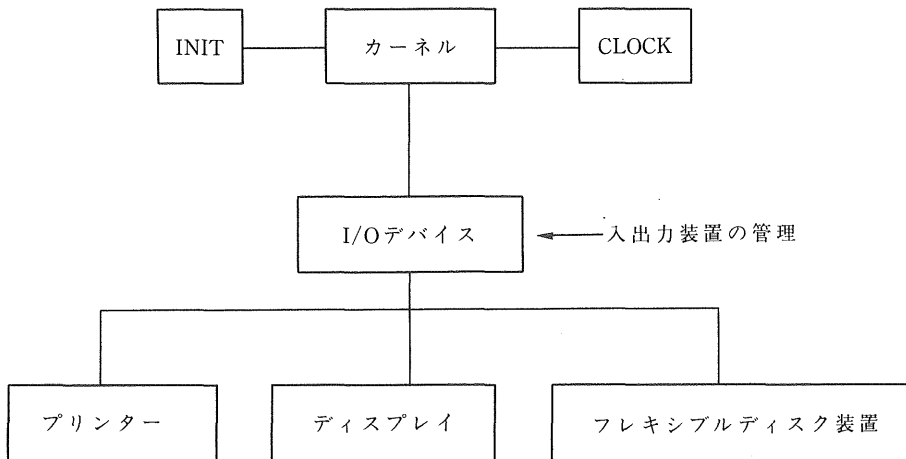 INIT
カーネル
CLOCK
I/Oデバイス
入出力装置の管理
プリンター
ディスプレイ
フレキシブルディスク装置